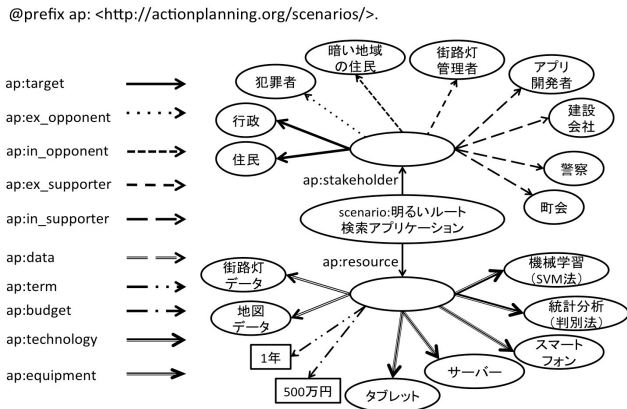 @prefix ap: <http://actionplanning.org/scenarios/>.
ap:target
ap:ex_opponent
ap:in_opponent
ap:ex_supporter
ap:in_supporter
ap:data
ap:term
ap:budget
ap:technology
ap:equipment
暗い地域
の住民
街路灯
管理者
アプリ
開発者
犯罪者
建設
会社
行政
住民
警察
町会
ap:stakeholder
scenario:明るいルート
検索アプリケーション
ap:resource
街路灯
データ
地図
データ
1年
500万円
タブレット
サーバー
スマート
フォン
統計分析
(判別法)
機械学習
(SVM法)